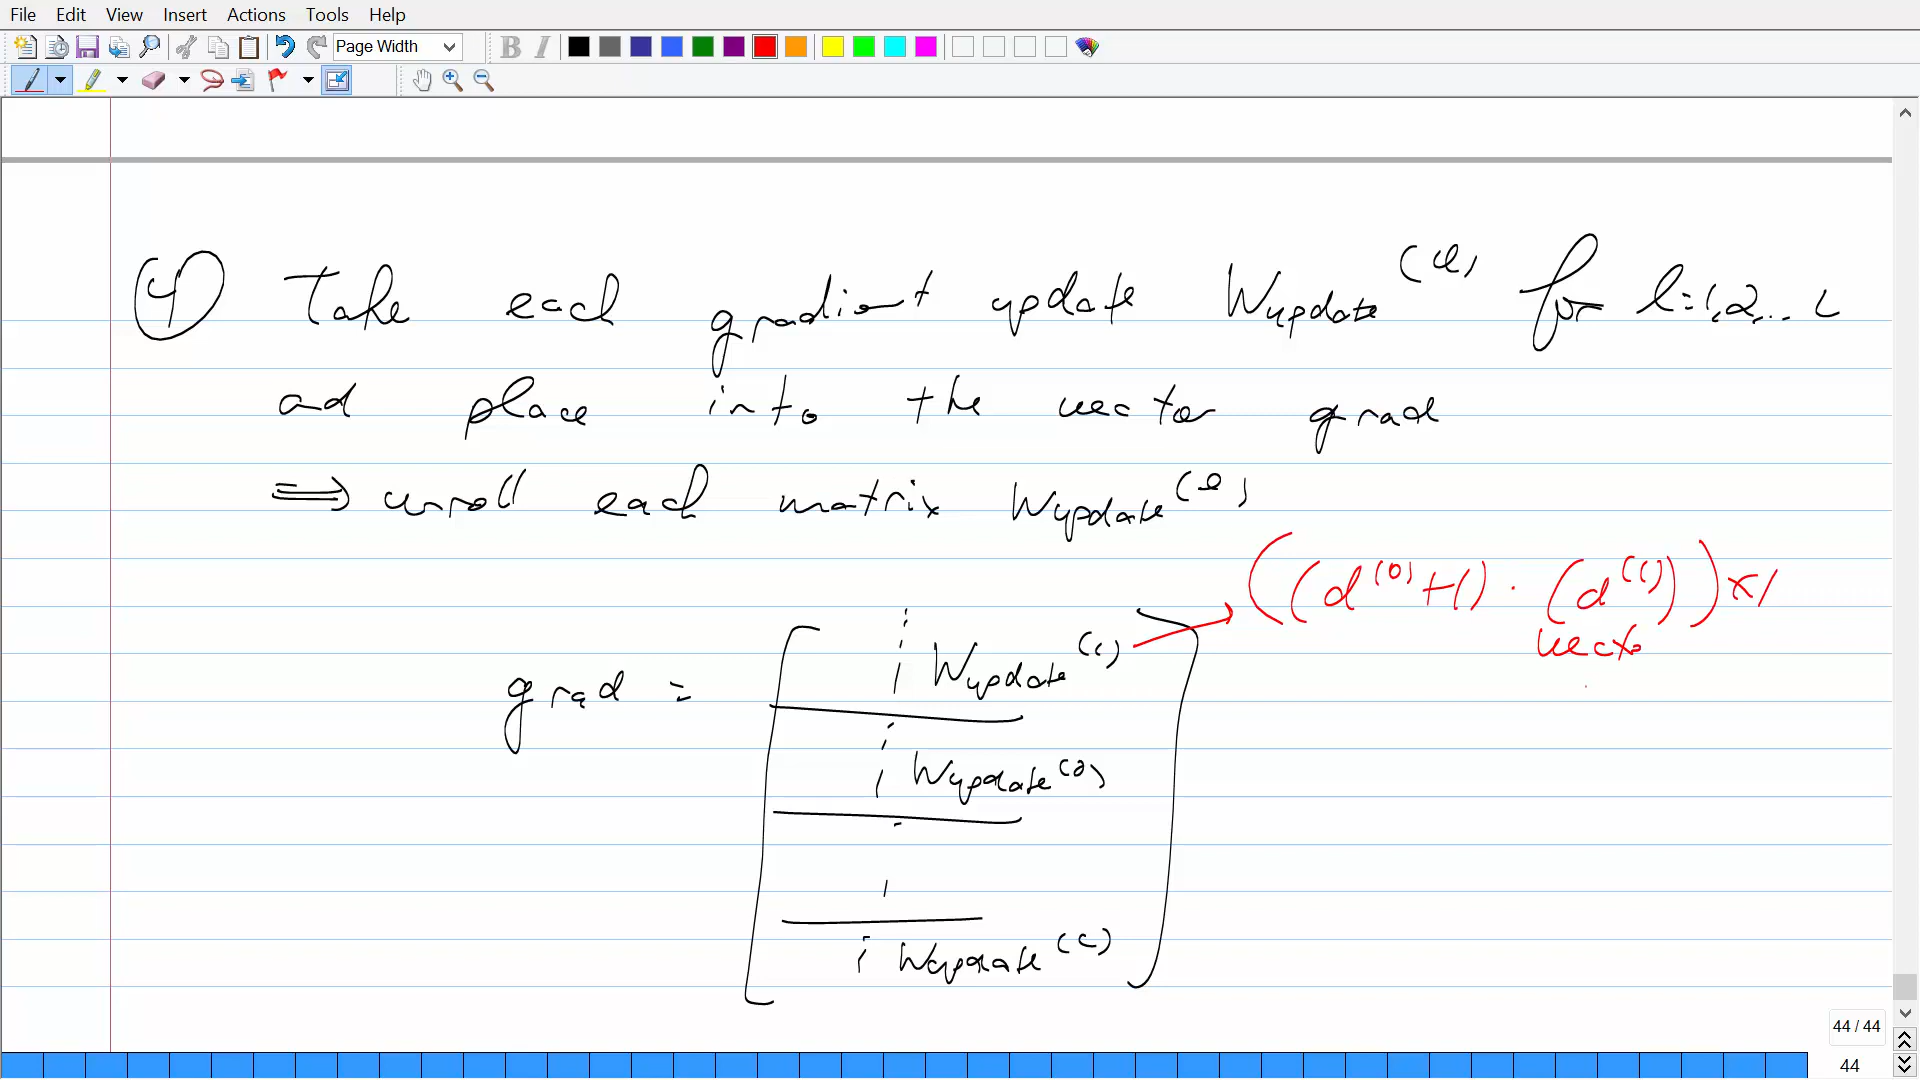 File Edit View Insert Actions Tools Help
Page Width
B I
4 Take each gradient update Wupdate^(l) for l=1,2... L
and place into the vector grad
⟹ unroll each matrix Wupdate^(l)
((d^(0)+1) · (d^(1)))×1
vector
grad = [ Wupdate^(1)
Wupdate^(2)
Wupdate^(L) ]
44 / 44
44